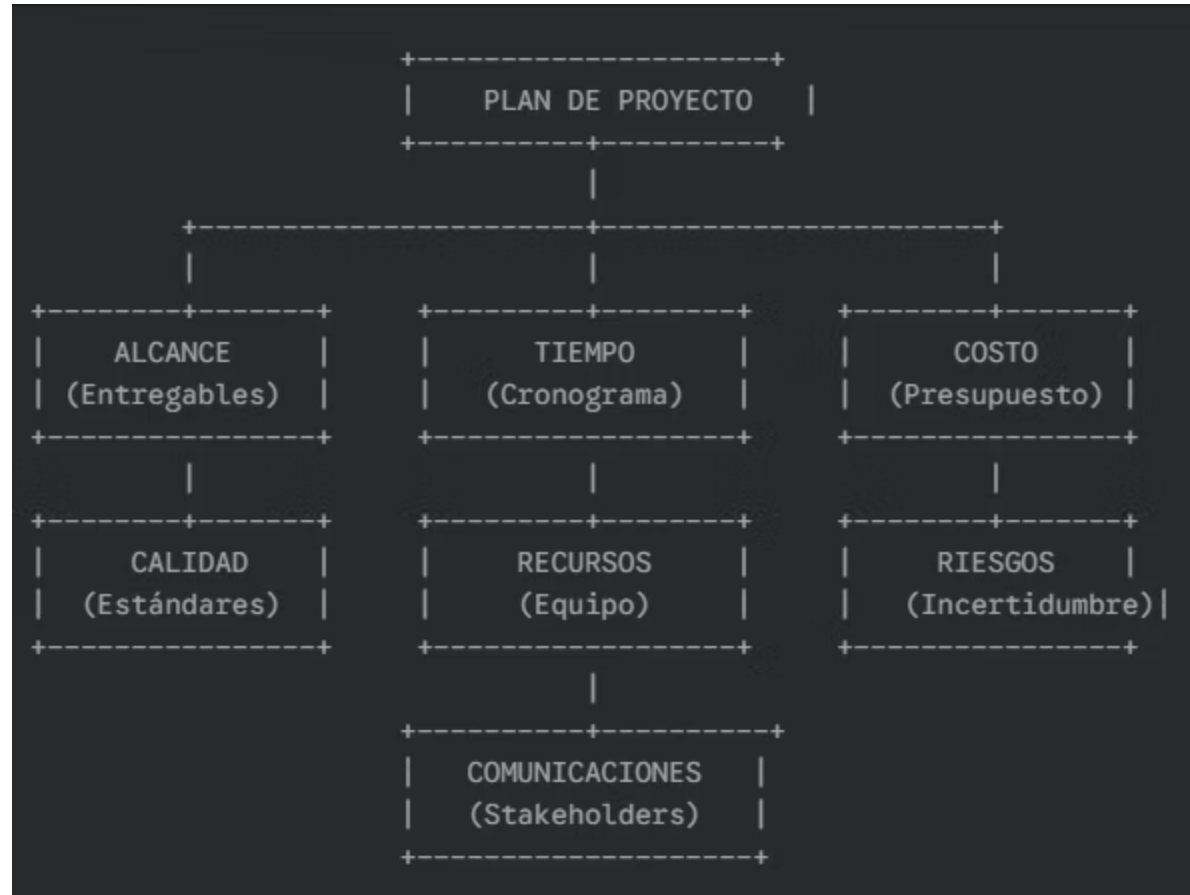 PLAN DE PROYECTO
ALCANCE TIEMPO COSTO
(Entregables) (Cronograma) (Presupuesto)
CALIDAD RECURSOS RIESGOS
(Estándares) (Equipo) (Incertidumbre)
COMUNICACIONES
(Stakeholders)